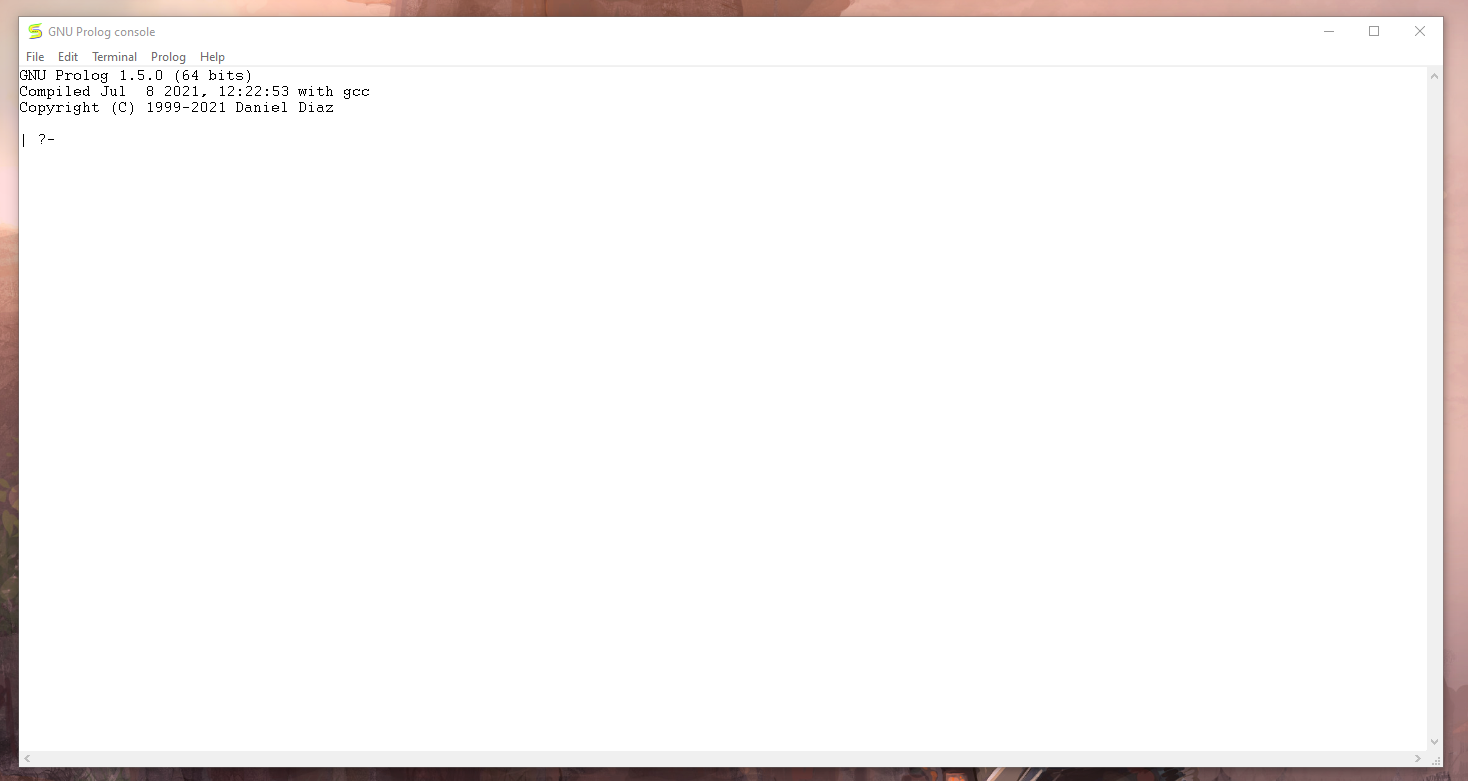 GNU Prolog console
File Edit Terminal Prolog Help
GNU Prolog 1.5.0 (64 bits)
Compiled Jul  8 2021, 12:22:53 with gcc
Copyright (C) 1999-2021 Daniel Diaz
| ?-